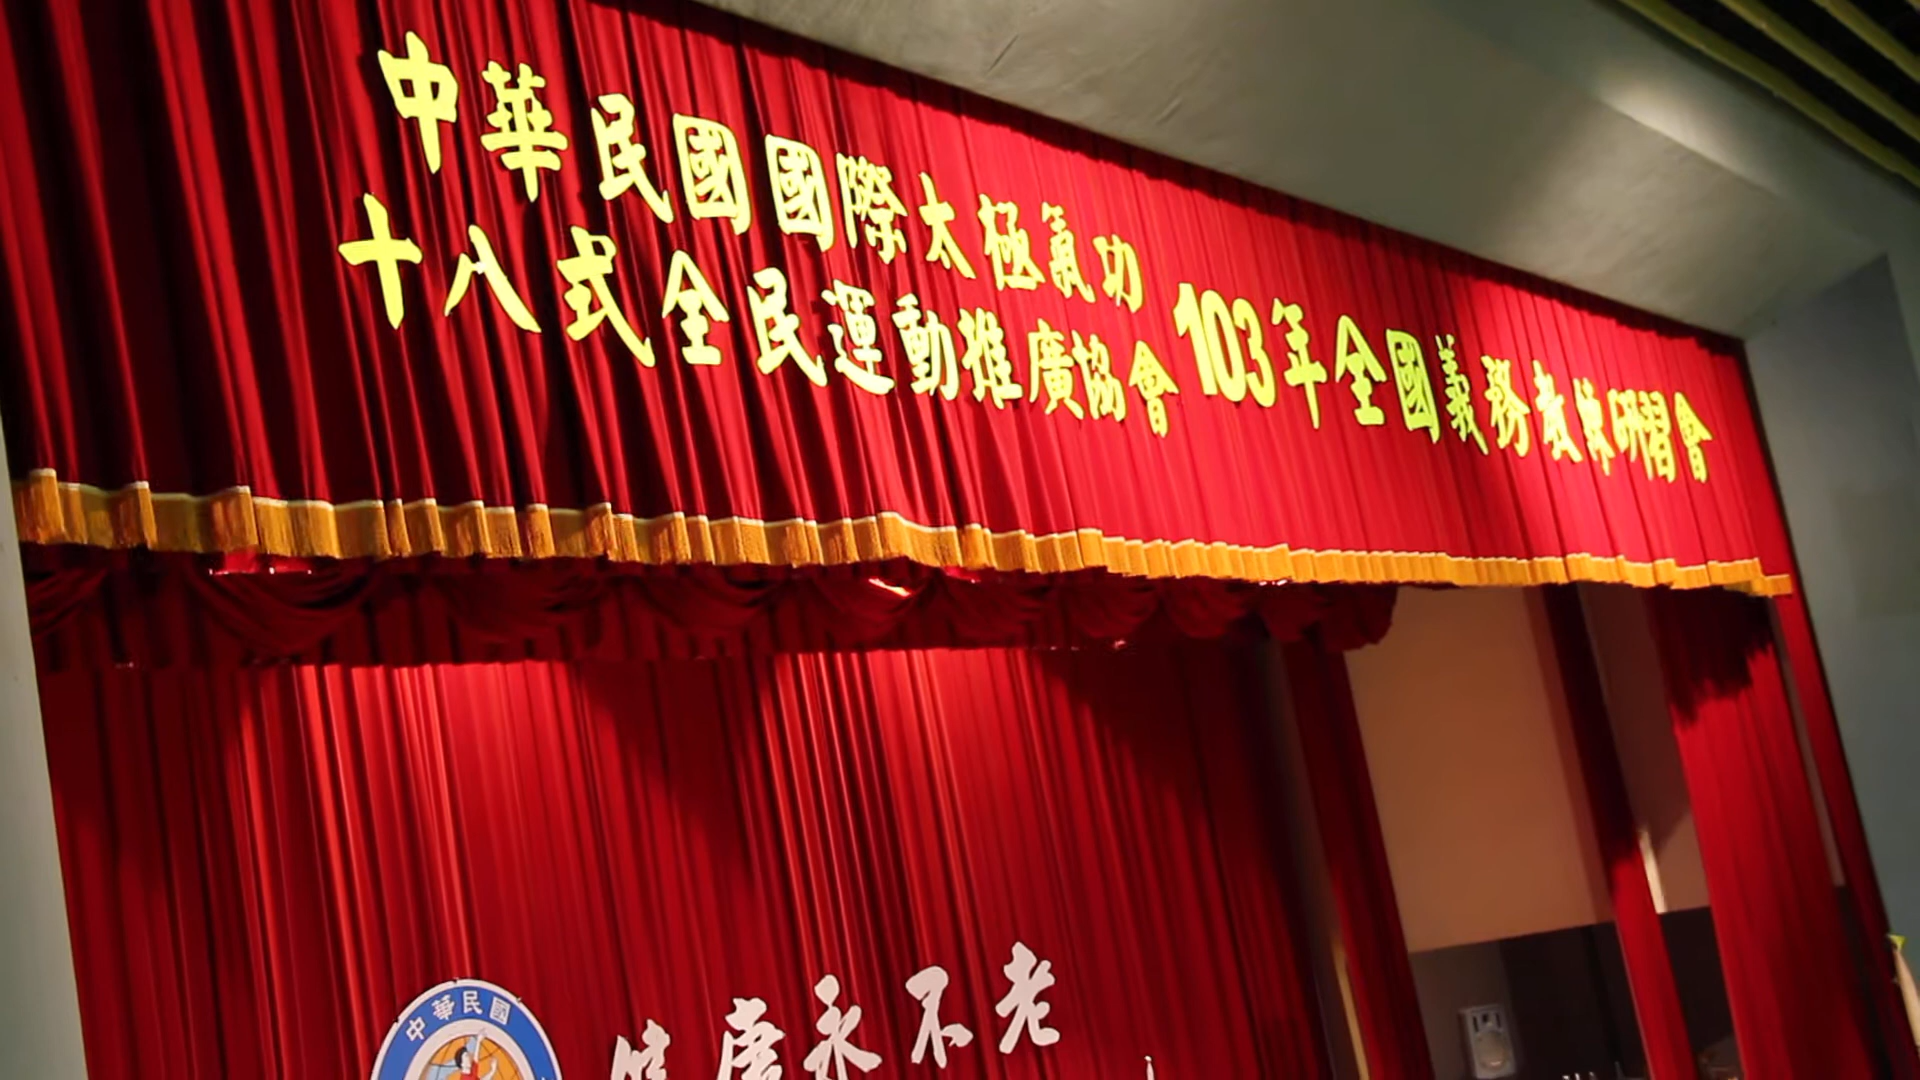 中華民國國際太極氣功
十八式全民運動推廣協會
103年全國義務教練研習會
中華民國
健康永不老